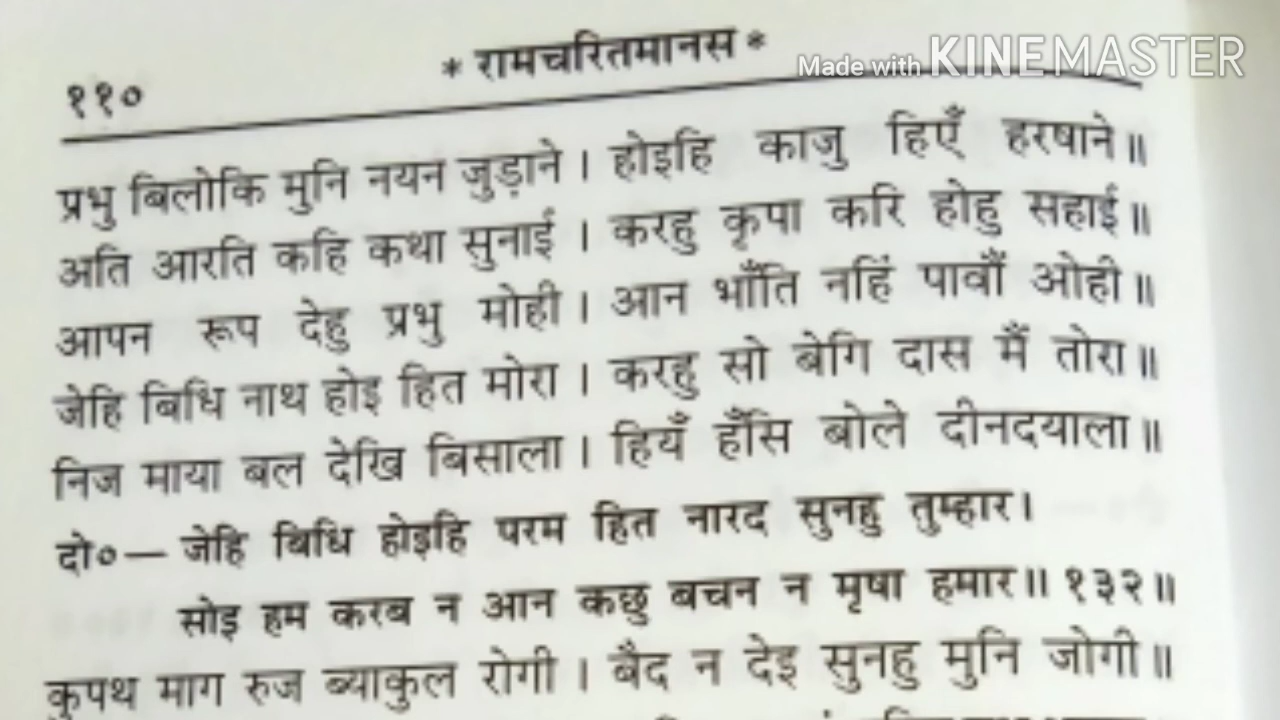 Made with KINEMASTER
११० * रामचरितमानस *
प्रभु बिलोकि मुनि नयन जुड़ाने । होइहि काजु हिएँ हरषाने ॥
अति आरति कहि कथा सुनाई । करहु कृपा करि होहु सहाई ॥
आपन रूप देहु प्रभु मोही । आन भाँति नहिं पावौं ओही ॥
जेहि बिधि नाथ होइ हित मोरा । करहु सो बेगि दास मैं तोरा ॥
निज माया बल देखि बिसाला । हियँ हँसि बोले दीनदयाला ॥
दो०— जेहि बिधि होइहि परम हित नारद सुनहु तुम्हार।
सोइ हम करब न आन कछु बचन न मृषा हमार॥ १३२॥
कुपथ माग रुज ब्याकुल रोगी । बैद न देइ सुनहु मुनि जोगी ॥